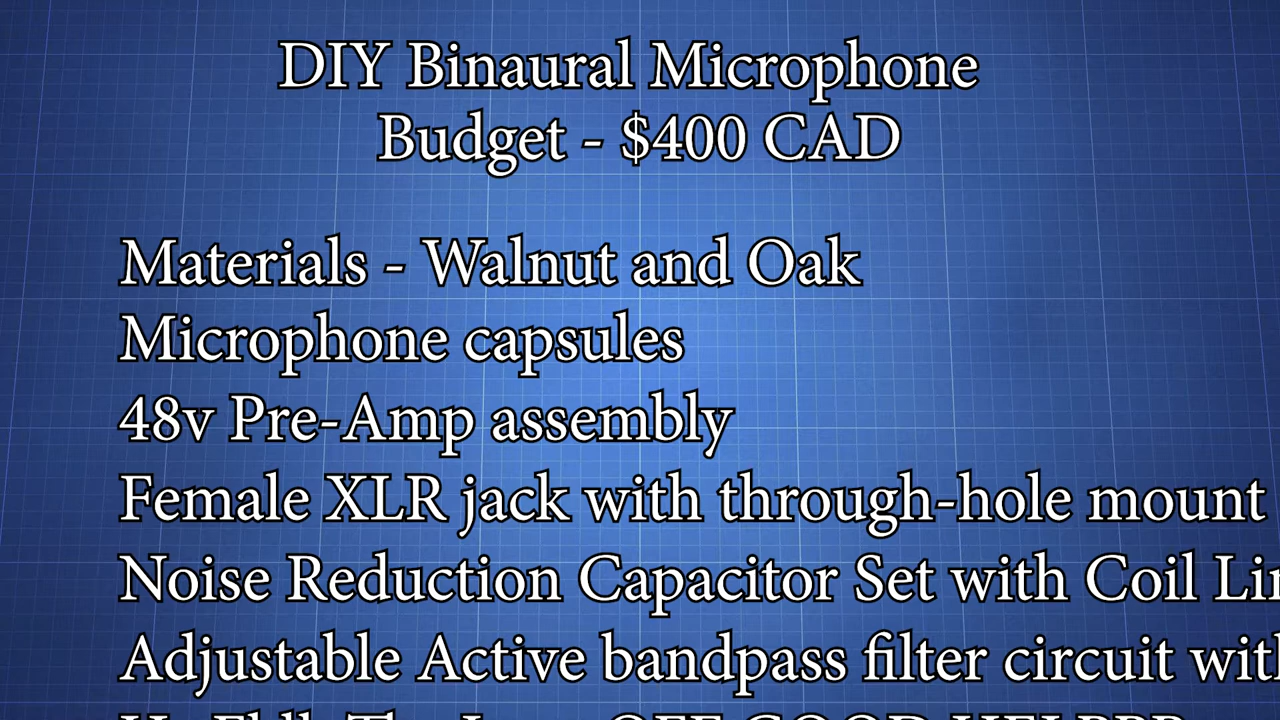 DIY Binaural Microphone
Budget - $400 CAD
Materials - Walnut and Oak
Microphone capsules
48v Pre-Amp assembly
Female XLR jack with through-hole mount
Noise Reduction Capacitor Set with Coil
Adjustable Active bandpass filter circuit